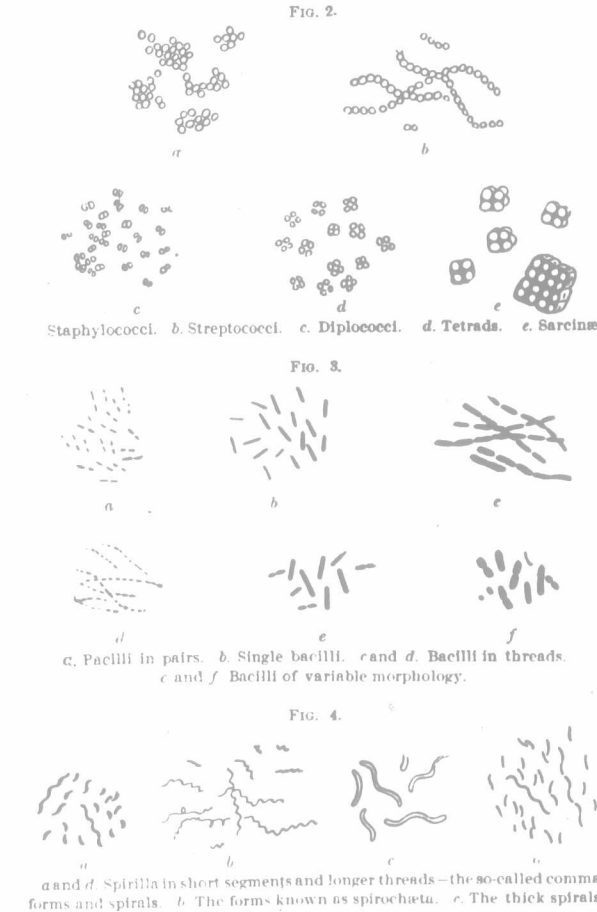 FIG. 2.
a b
c d e
Staphylococci. b. Streptococci. c. Diplococci. d. Tetrads. e. Sarcinæ
FIG. 3.
a b c
d e f
a. Bacilli in pairs. b. Single bacilli. c and d. Bacilli in threads.
e and f Bacilli of variable morphology.
FIG. 4.
a b c d
a and d. Spirilla in short segments and longer threads—the so-called comma
forms and spirals. b. The forms known as spirochæta. c. The thick spirals